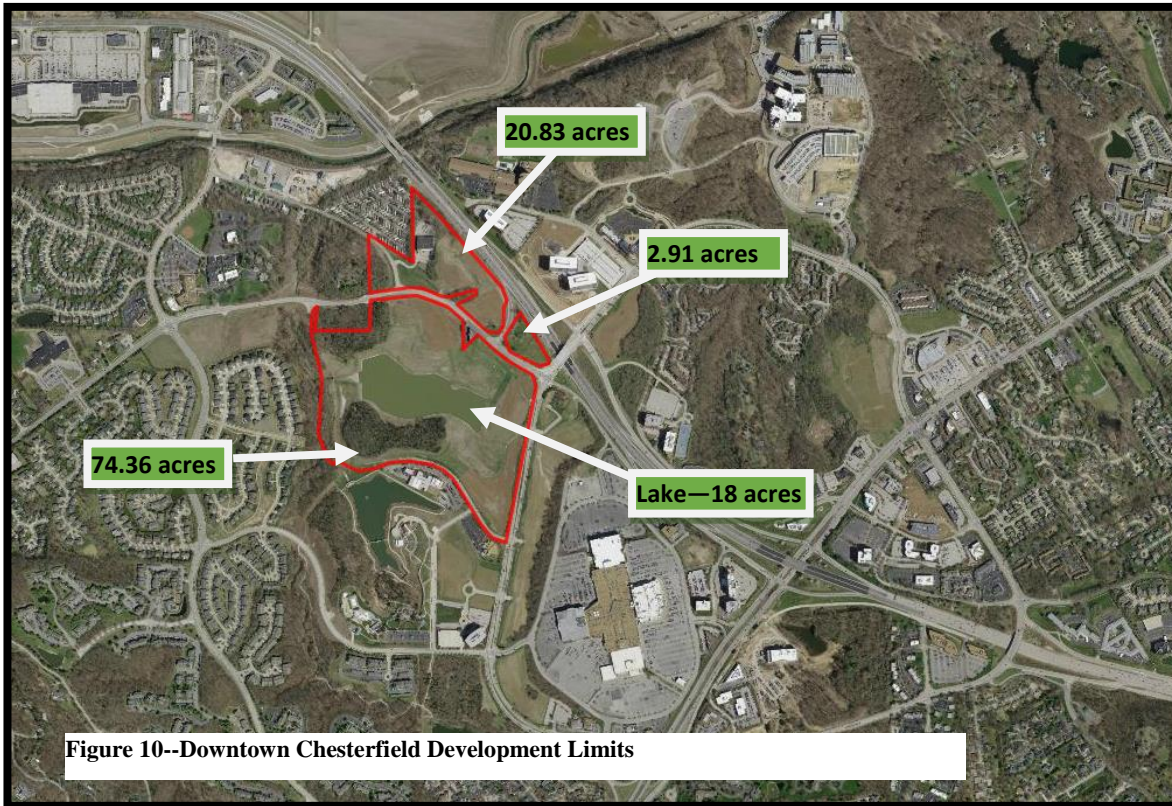 20.83 acres
2.91 acres
74.36 acres
Lake—18 acres
Figure 10--Downtown Chesterfield Development Limits